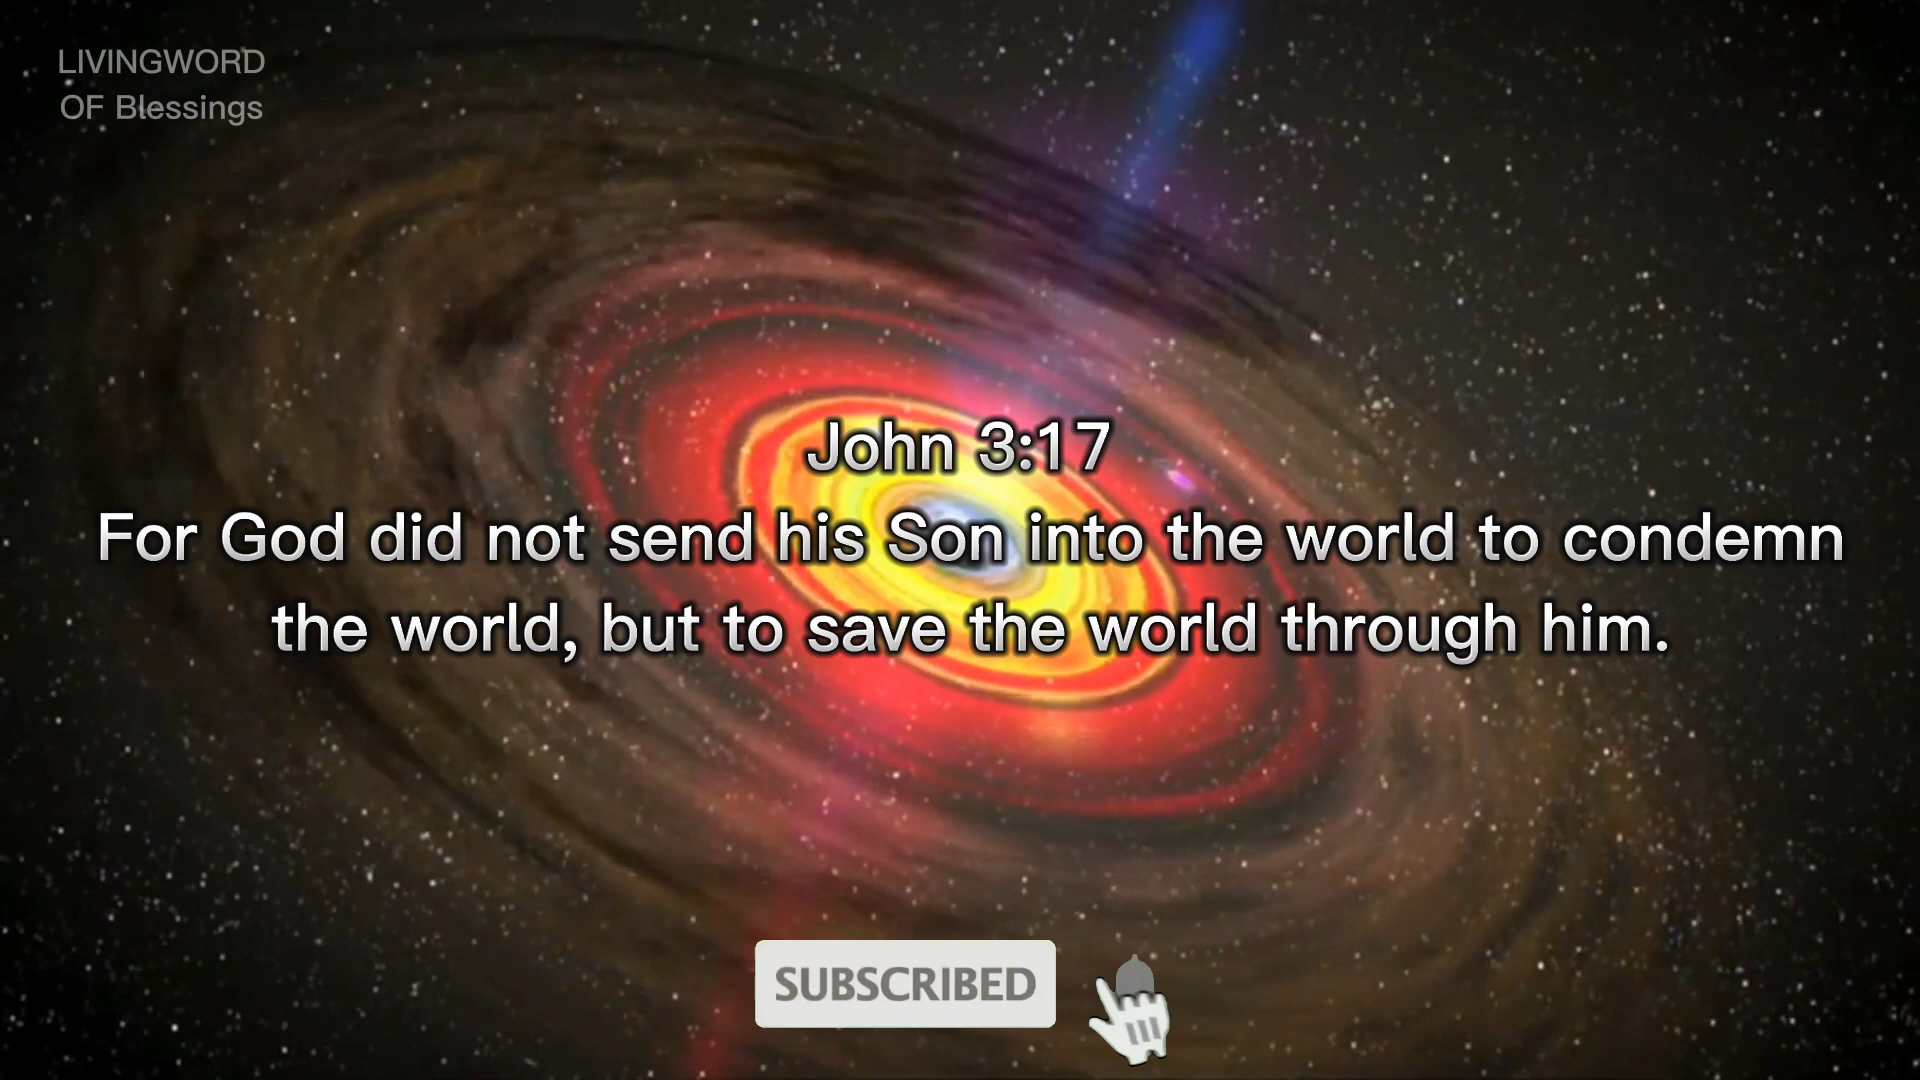 LIVINGWORD
OF Blessings
John 3:17
For God did not send his Son into the world to condemn
the world, but to save the world through him.
SUBSCRIBED